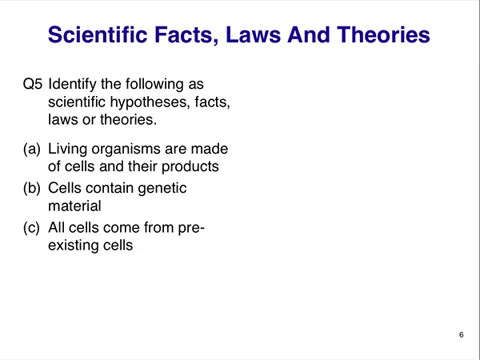 Scientific Facts, Laws And Theories
Q5 Identify the following as
scientific hypotheses, facts,
laws or theories.
(a) Living organisms are made
of cells and their products
(b) Cells contain genetic
material
(c) All cells come from pre-
existing cells
6